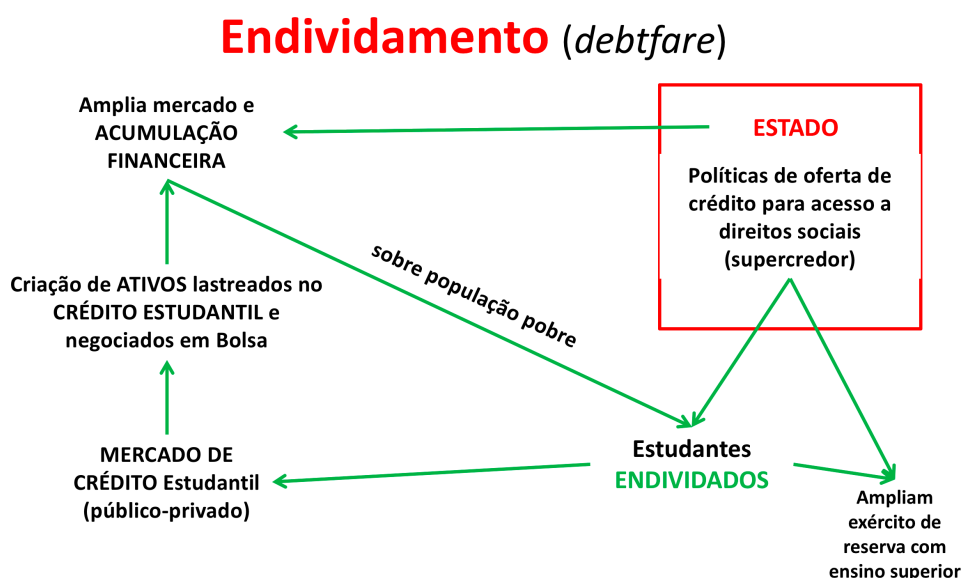 Endividamento (debtfare)
Amplia mercado e
ACUMULAÇÃO
FINANCEIRA
ESTADO
Políticas de oferta de
crédito para acesso a
direitos sociais
(supercredor)
sobre população pobre
Criação de ATIVOS lastreados no
CRÉDITO ESTUDANTIL e
negociados em Bolsa
MERCADO DE
CRÉDITO Estudantil
(público-privado)
Estudantes
ENDIVIDADOS
Ampliam
exército de
reserva com
ensino superior